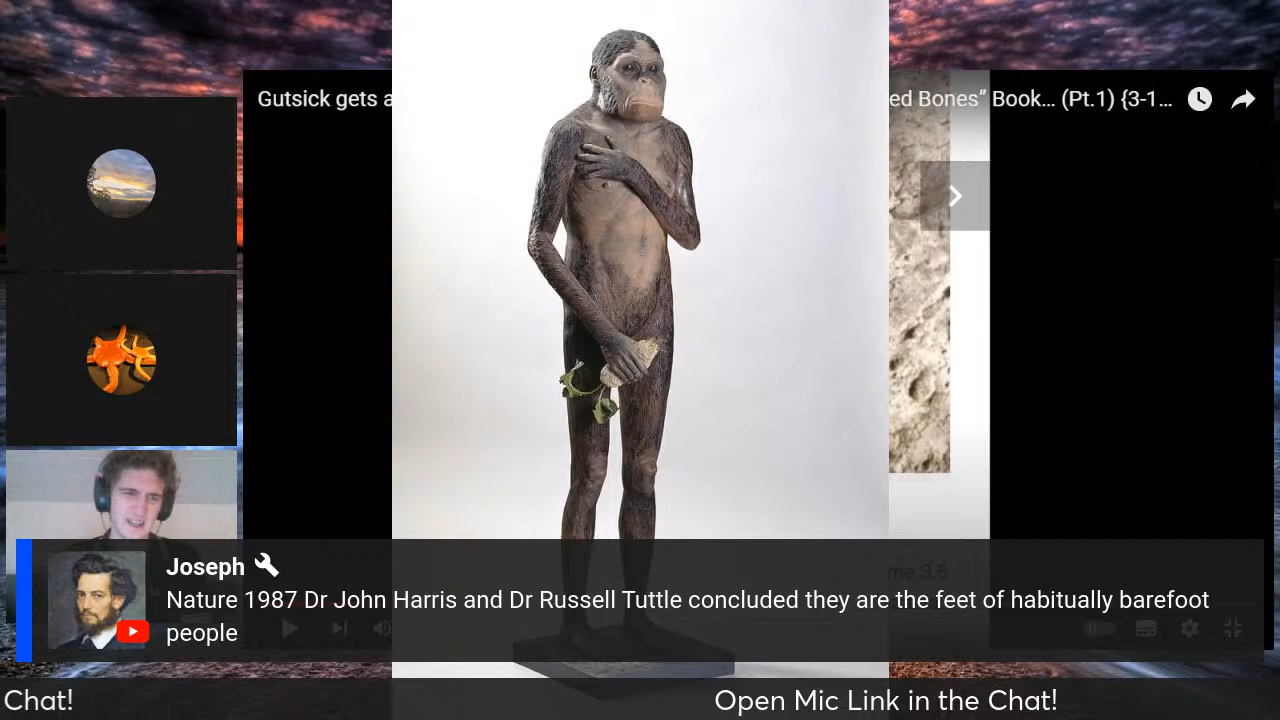 Gutsick gets a
ed Bones” Book... (Pt.1) {3-1...
Joseph
Nature 1987 Dr John Harris and Dr Russell Tuttle concluded they are the feet of habitually barefoot
people
Chat!
Open Mic Link in the Chat!